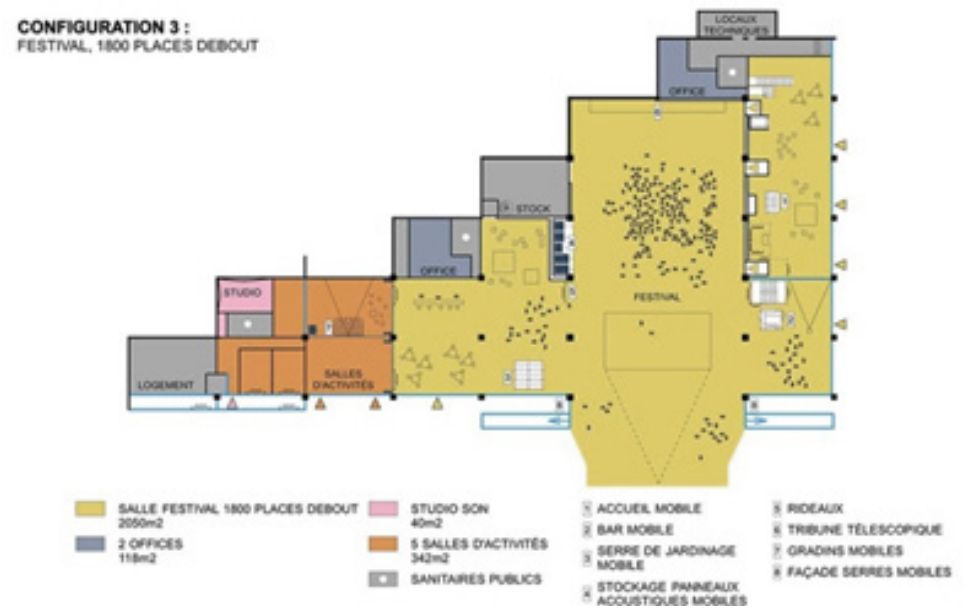 CONFIGURATION 3 :
FESTIVAL, 1800 PLACES DEBOUT
LOCAUX
TECHNIQUES
OFFICE
STOCK
OFFICE
STUDIO
FESTIVAL
LOGEMENT
SALLES
D'ACTIVITÉS
SALLE FESTIVAL 1800 PLACES DEBOUT
2050m2
2 OFFICES
118m2
STUDIO SON
40m2
5 SALLES D'ACTIVITÉS
342m2
SANITAIRES PUBLICS
1 ACCUEIL MOBILE
2 BAR MOBILE
3 SERRE DE JARDINAGE
MOBILE
4 STOCKAGE PANNEAUX
ACOUSTIQUES MOBILES
5 RIDEAUX
6 TRIBUNE TÉLESCOPIQUE
7 GRADINS MOBILES
8 FAÇADE SERRES MOBILES